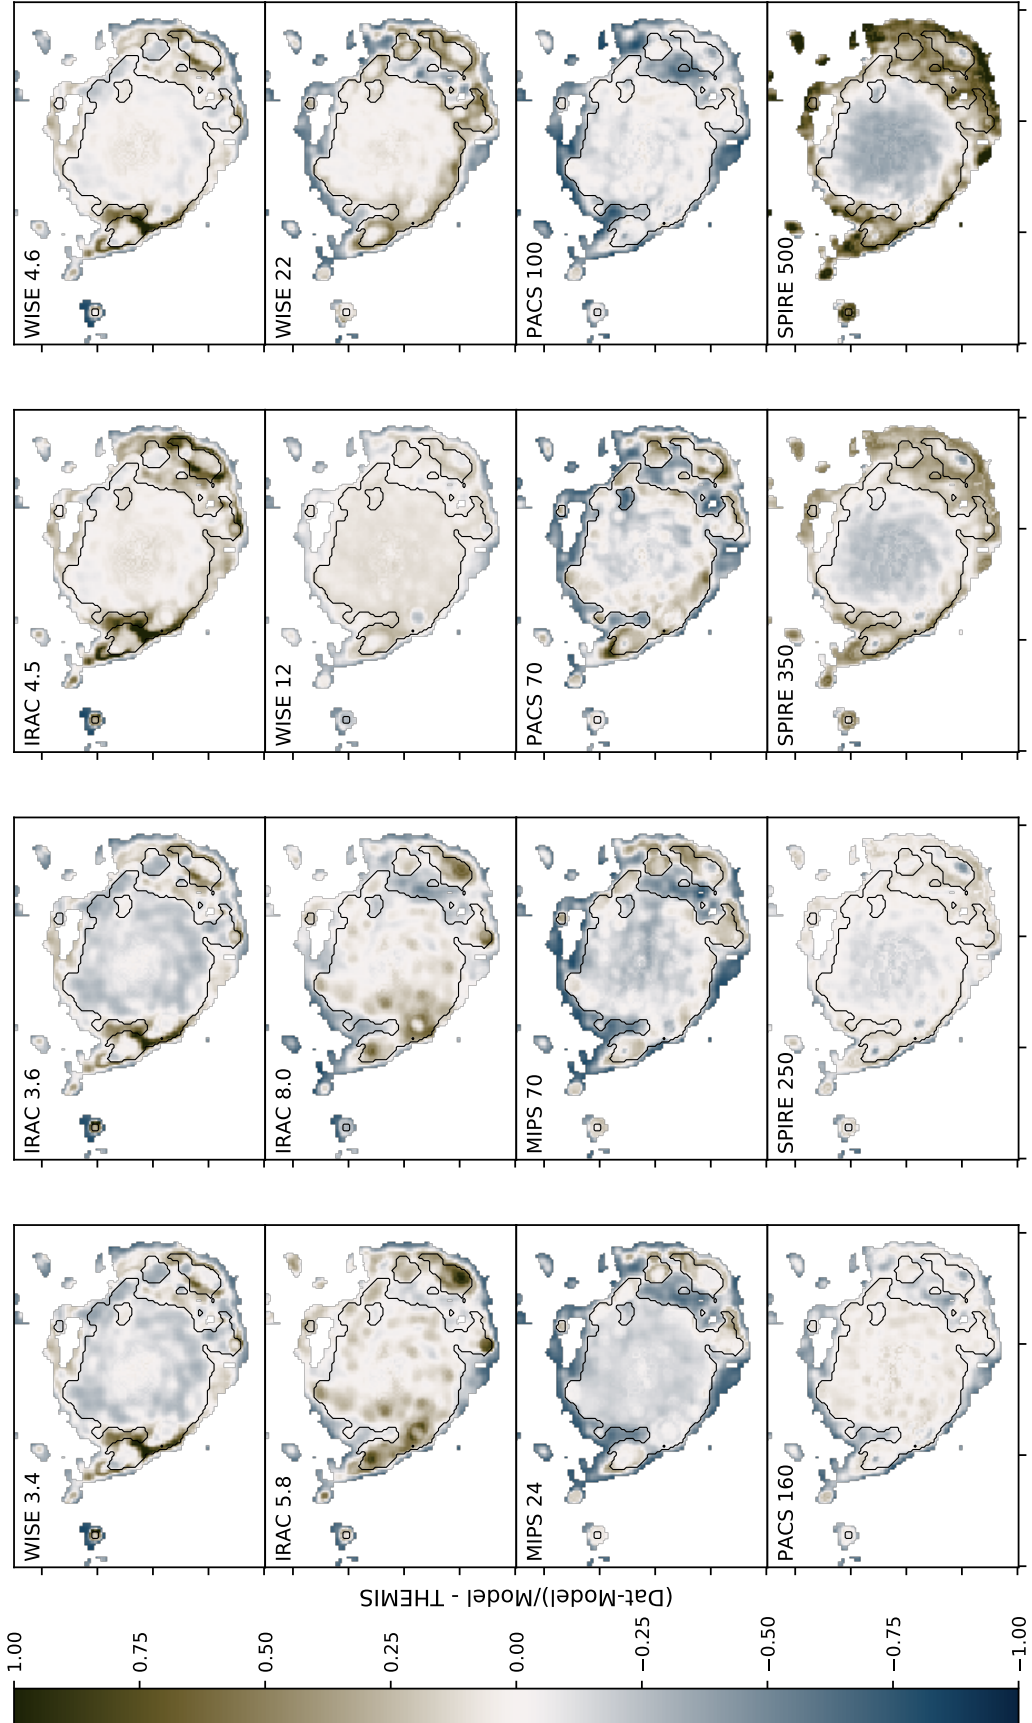 WISE 3.4
IRAC 3.6
IRAC 4.5
WISE 4.6
IRAC 5.8
IRAC 8.0
WISE 12
WISE 22
MIPS 24
MIPS 70
PACS 70
PACS 100
PACS 160
SPIRE 250
SPIRE 350
SPIRE 500
(Dat-Model)/Model - THEMIS
1.00
0.75
0.50
0.25
0.00
−0.25
−0.50
−0.75
−1.00